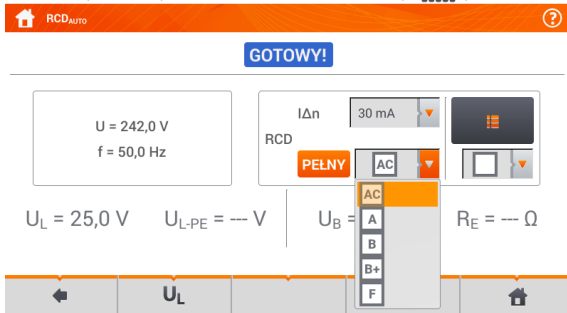 RCDAUTO
?
GOTOWY!
U = 242,0 V
f = 50,0 Hz
IΔn 30 mA
RCD
PEŁNY AC
AC
A
B
B+
F
UL = 25,0 V UL-PE = --- V UB = RE = --- Ω
UL